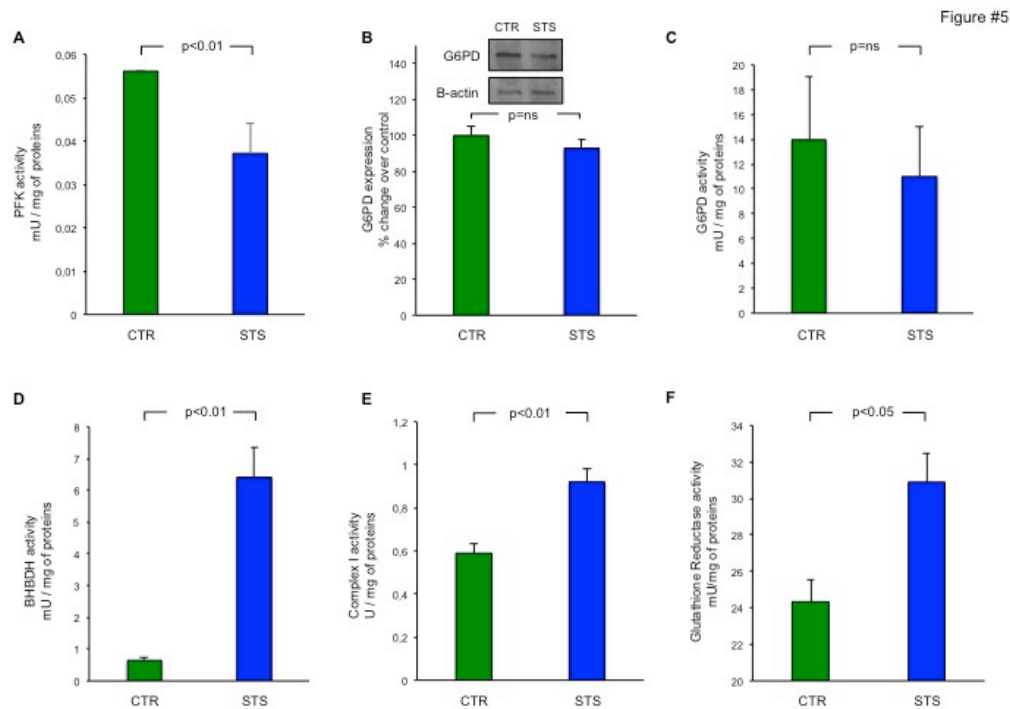 Figure #5
A
p<0.01
0,06
0,05
0,04
0,03
0,02
0,01
0
PFK activity
mU / mg of proteins
CTR
STS
B
CTR STS
G6PD
B-actin
p=ns
140
120
100
80
60
40
20
0
G6PD expression
% change over control
CTR
STS
C
p=ns
20
18
16
14
12
10
8
6
4
2
0
G6PD activity
mU / mg of proteins
CTR
STS
D
p<0.01
8
7
6
5
4
3
2
1
0
BHBDH activity
mU / mg of proteins
CTR
STS
E
p<0.01
1,2
1
0,8
0,6
0,4
0,2
0
Complex I activity
U / mg of proteins
CTR
STS
F
p<0.05
34
32
30
28
26
24
22
20
Glutathione Reductase activity
mU/mg of proteins
CTR
STS